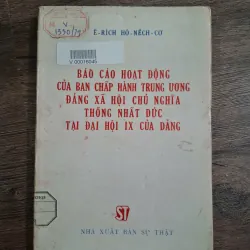 V 00016045
Ê-RÍCH HÔ-NẾCH-CƠ
BÁO CÁO HOẠT ĐỘNG
CỦA BAN CHẤP HÀNH TRUNG ƯƠNG
ĐẢNG XÃ HỘI CHỦ NGHĨA
THỐNG NHẤT ĐỨC
TẠI ĐẠI HỘI IX CỦA ĐẢNG
ST
NHÀ XUẤT BẢN SỰ THẬT